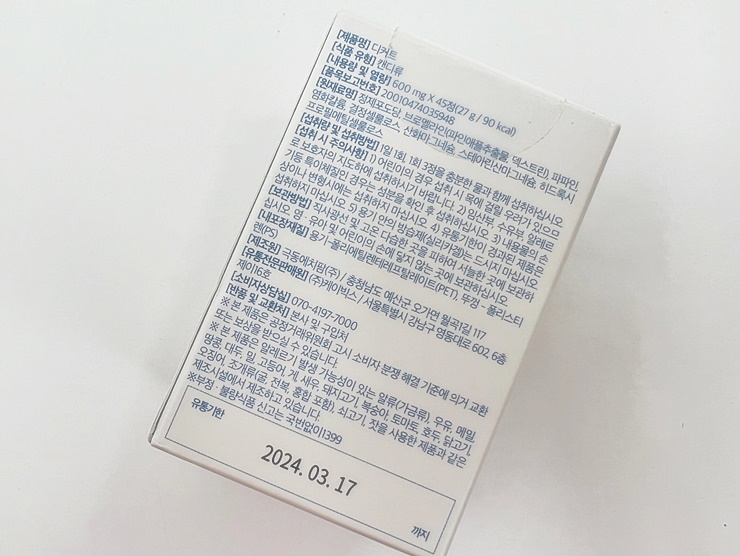 [제품명] 디커트
[식품 유형] 캔디류
[내용량 및 열량] 600 mg X 45정(27 g / 90 kcal)
[품목보고번호] 20010474035948
[원재료명] 정제포도당, 브로멜라인(파인애플추출물, 덱스트린), 파파인,
염화칼륨, 결정셀룰로스, 산화마그네슘, 스테아린산마그네슘, 히드록시
프로필메틸셀룰로스
[섭취량 및 섭취방법] 1일 1회, 1회 3정을 충분한 물과 함께 섭취하십시오
[섭취 시 주의사항] 1) 어린이의 경우 섭취 시 목에 걸릴 우려가 있으므
로 보호자의 지도하에 섭취하시기 바랍니다. 2) 임산부, 수유부, 알레르
기등 특이체질인 경우는 성분을 확인 후 섭취하십시오. 3) 내용물의 손
상이나 변형시에는 섭취하지 마십시오. 4) 유통기한이 경과된 제품은
섭취하지 마십시오. 5) 용기 안의 방습제(실리카겔)는 드시지 마십시오
[보관방법] 직사광선 및 고온 다습한 곳을 피하여 서늘한 곳에 보관하
십시오. 영·유아 및 어린이의 손에 닿지 않는 곳에 보관하십시오.
[내포장재질] 용기-폴리에틸렌테레프탈레이트(PET), 뚜껑 - 폴리스티
렌(PS)
[제조원] 극동에치팜(주) / 충청남도 예산군 오가면 월곡1길 117
[유통전문판매원] (주)케이빅스 / 서울특별시 강남구 영동대로 602, 6층
제이16호
[소비자상담실] 070-4197-7000
[반품 및 교환처] 본사 및 구입처
※ 본 제품은 공정거래위원회 고시 소비자 분쟁 해결 기준에 의거 교환
또는 보상을 받으실 수 있습니다.
※ 본 제품은 알레르기 발생 가능성이 있는 알류(가금류), 우유, 메밀,
땅콩, 대두, 밀, 고등어, 게, 새우, 돼지고기, 복숭아, 토마토, 호두, 닭고기,
오징어, 조개류(굴, 전복, 홍합 포함), 쇠고기, 잣을 사용한 제품과 같은
제조시설에서 제조하고 있습니다.
※부정·불량식품 신고는 국번없이1399
유통기한
2024. 03. 17
까지